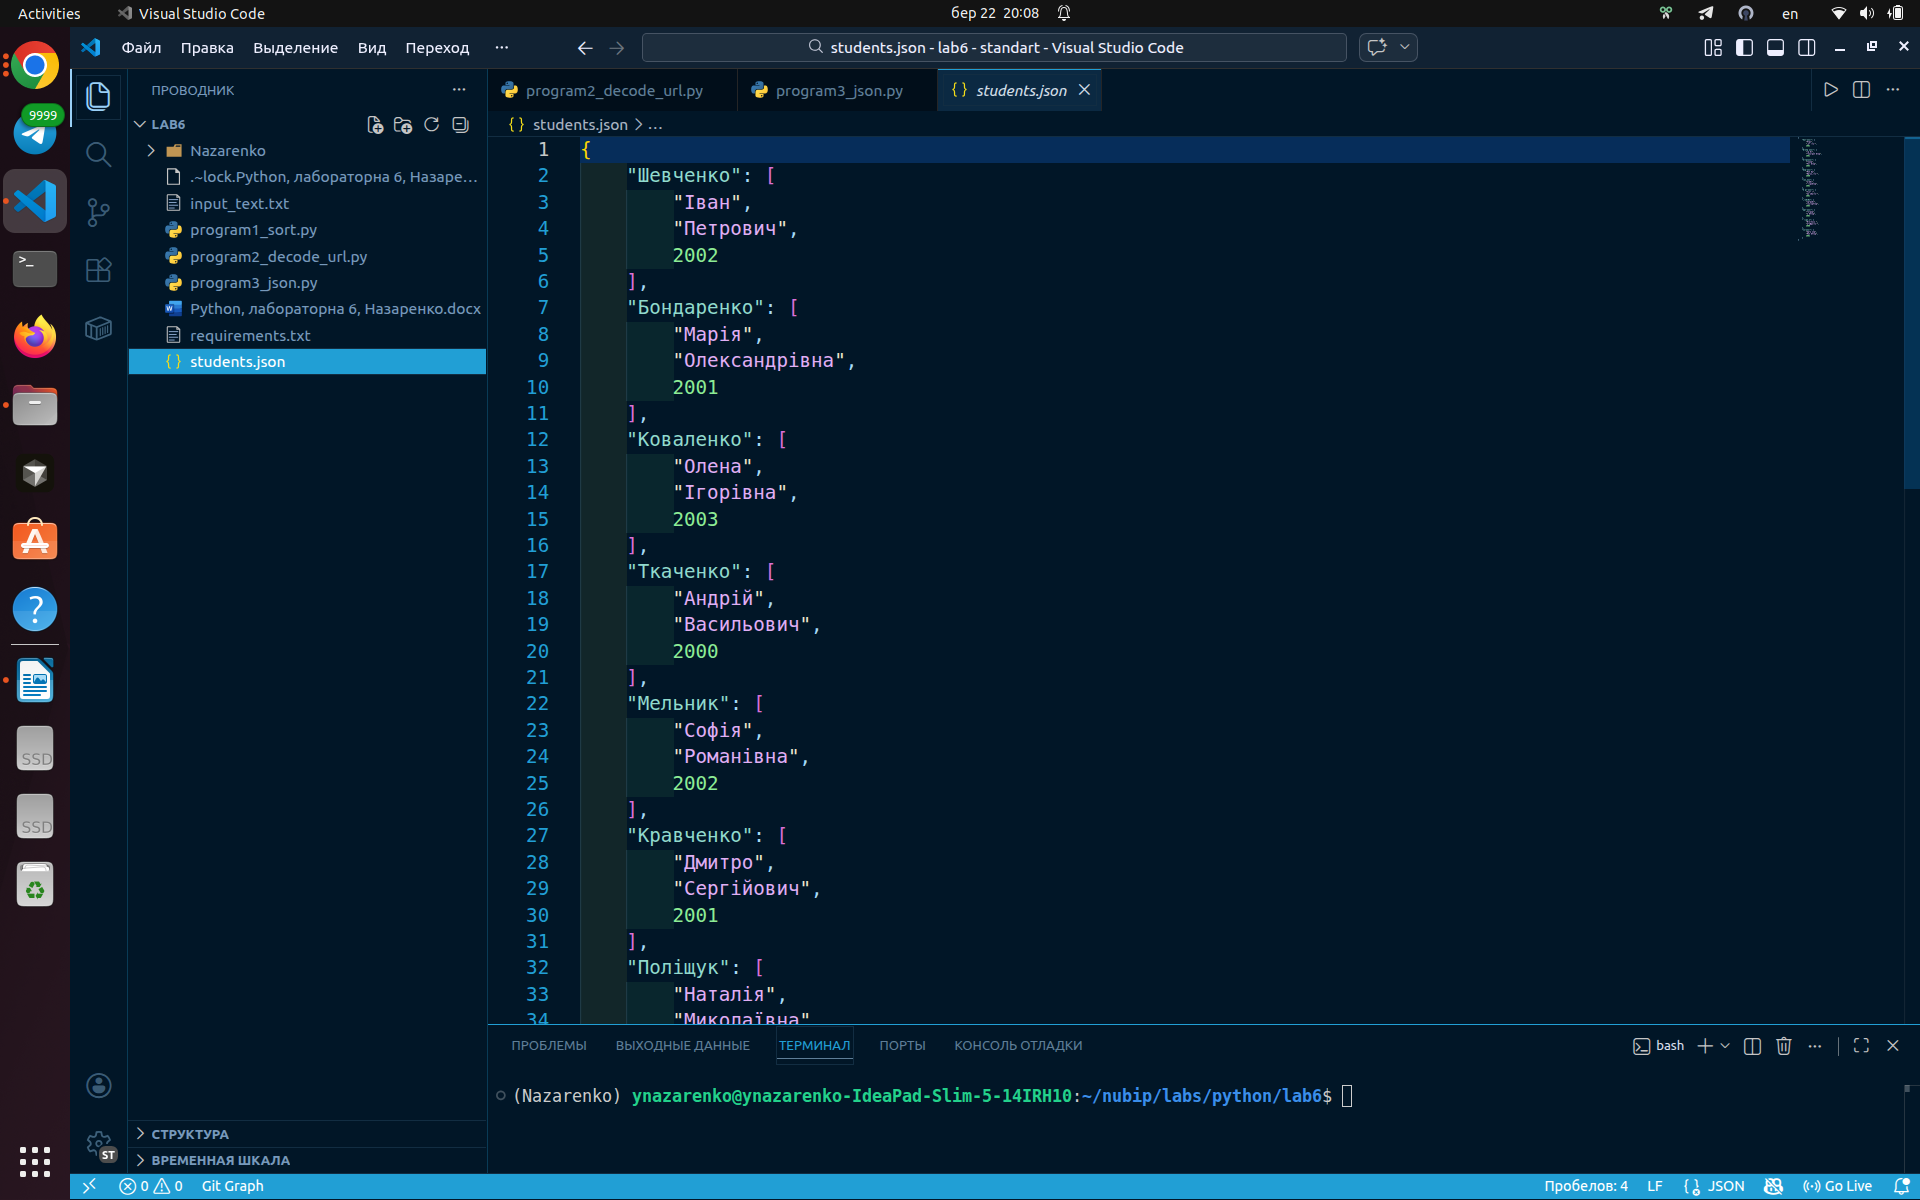 Activities
Visual Studio Code
бер 22 20:08
en
Файл Правка Выделение Вид Переход ···
students.json - lab6 - standart - Visual Studio Code
9999
ПРОВОДНИК
program2_decode_url.py
program3_json.py
{} students.json
LAB6
{} students.json > ...
Nazarenko
.~lock.Python, лабораторна 6, Назаре...
input_text.txt
program1_sort.py
program2_decode_url.py
program3_json.py
Python, лабораторна 6, Назаренко.docx
requirements.txt
{} students.json
1 {
2 "Шевченко": [
3 "Іван",
4 "Петрович",
5 2002
6 ],
7 "Бондаренко": [
8 "Марія",
9 "Олександрівна",
10 2001
11 ],
12 "Коваленко": [
13 "Олена",
14 "Ігорівна",
15 2003
16 ],
17 "Ткаченко": [
18 "Андрій",
19 "Васильович",
20 2000
21 ],
22 "Мельник": [
23 "Софія",
24 "Романівна",
25 2002
26 ],
27 "Кравченко": [
28 "Дмитро",
29 "Сергійович",
30 2001
31 ],
32 "Поліщук": [
33 "Наталія",
34 "Миколаївна"
SSD
SSD
ПРОБЛЕМЫ ВЫХОДНЫЕ ДАННЫЕ ТЕРМИНАЛ ПОРТЫ КОНСОЛЬ ОТЛАДКИ
bash
(Nazarenko) ynazarenko@ynazarenko-IdeaPad-Slim-5-14IRH10:~/nubip/labs/python/lab6$
СТРУКТУРА
ST
ВРЕМЕННАЯ ШКАЛА
0 0 Git Graph
Пробелов: 4 LF {} JSON Go Live